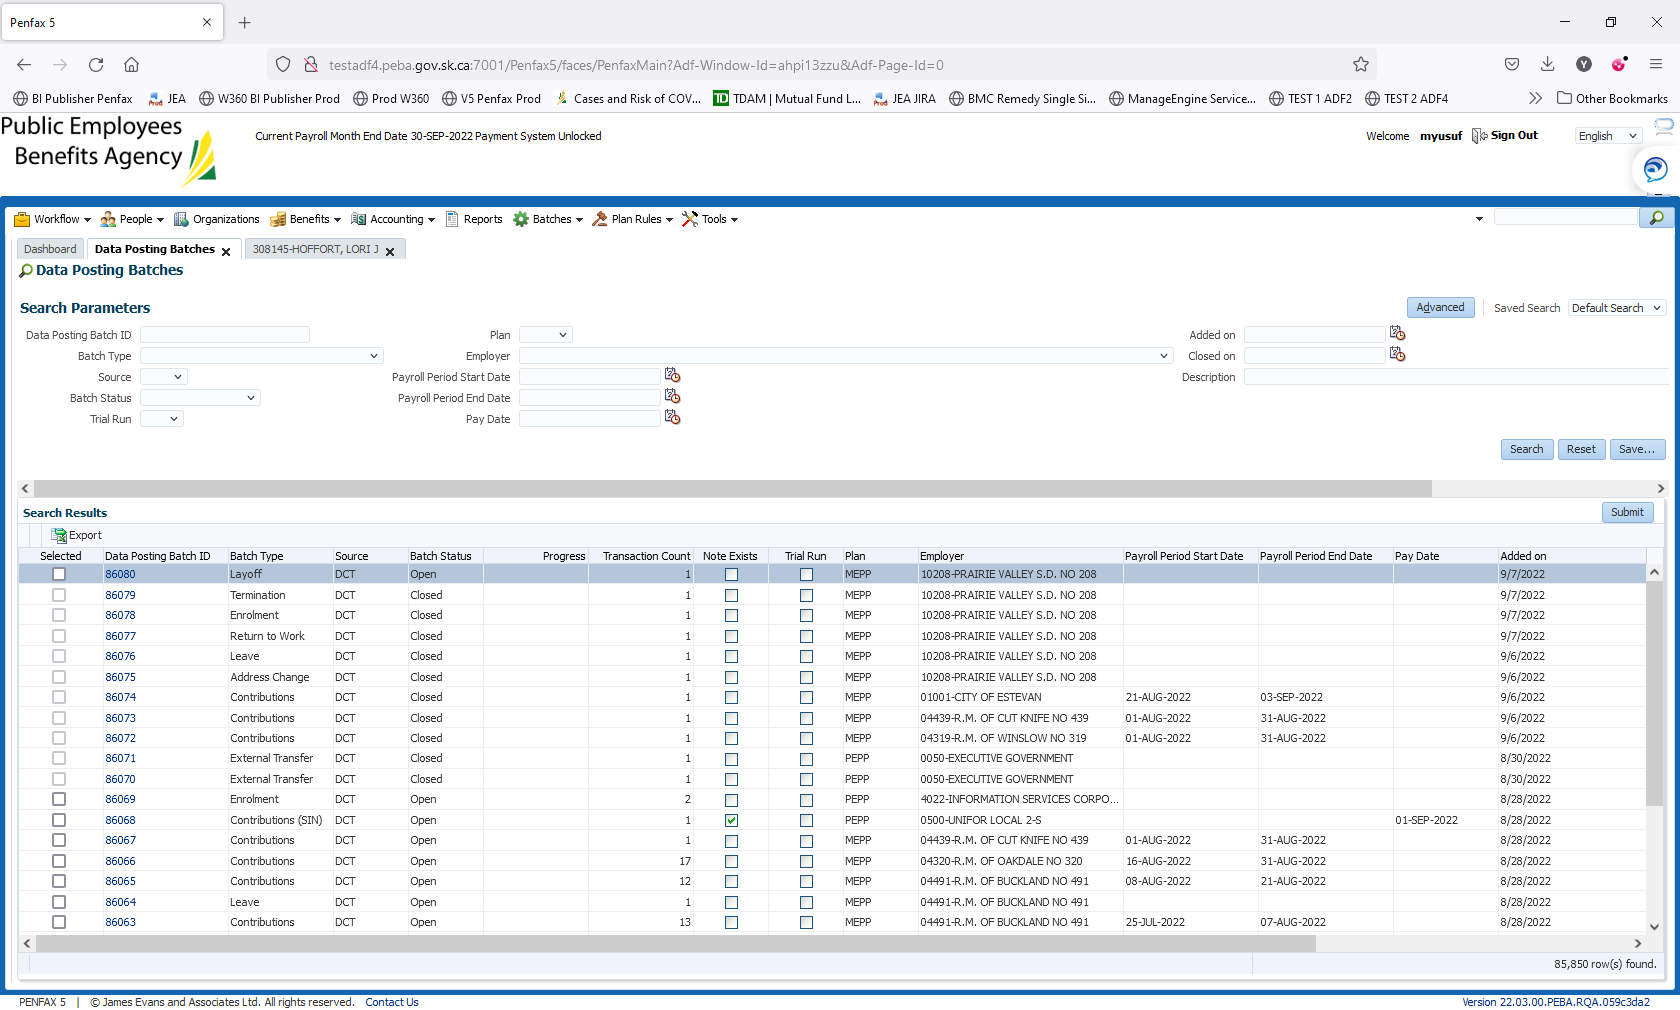 Penfax 5
testadf4.peba.gov.sk.ca:7001/Penfax5/faces/PenfaxMain?Adf-Window-Id=ahpi13zzu&Adf-Page-Id=0
BI Publisher Penfax JEA W360 BI Publisher Prod Prod W360 V5 Penfax Prod Cases and Risk of COV... TDAM | Mutual Fund L... JEA JIRA BMC Remedy Single Si... ManageEngine Service... TEST 1 ADF2 TEST 2 ADF4 Other Bookmarks
Public Employees
Benefits Agency
Current Payroll Month End Date 30-SEP-2022 Payment System Unlocked
Welcome myusuf Sign Out English
Workflow People Organizations Benefits Accounting Reports Batches Plan Rules Tools
Dashboard Data Posting Batches 308145-HOFFORT, LORI J
Data Posting Batches
Search Parameters Advanced Saved Search Default Search
Data Posting Batch ID Plan Added on
Batch Type Employer Closed on
Source Payroll Period Start Date Description
Batch Status Payroll Period End Date
Trial Run Pay Date
Search Reset Save...
Search Results Submit
Export
Selected Data Posting Batch ID Batch Type Source Batch Status Progress Transaction Count Note Exists Trial Run Plan Employer Payroll Period Start Date Payroll Period End Date Pay Date Added on
86080 Layoff DCT Open 1 MEPP 10208-PRAIRIE VALLEY S.D. NO 208 9/7/2022
86079 Termination DCT Closed 1 MEPP 10208-PRAIRIE VALLEY S.D. NO 208 9/7/2022
86078 Enrolment DCT Closed 1 MEPP 10208-PRAIRIE VALLEY S.D. NO 208 9/7/2022
86077 Return to Work DCT Closed 1 MEPP 10208-PRAIRIE VALLEY S.D. NO 208 9/7/2022
86076 Leave DCT Closed 1 MEPP 10208-PRAIRIE VALLEY S.D. NO 208 9/6/2022
86075 Address Change DCT Closed 1 MEPP 10208-PRAIRIE VALLEY S.D. NO 208 9/6/2022
86074 Contributions DCT Closed 1 MEPP 01001-CITY OF ESTEVAN 21-AUG-2022 03-SEP-2022 9/6/2022
86073 Contributions DCT Closed 1 MEPP 04439-R.M. OF CUT KNIFE NO 439 01-AUG-2022 31-AUG-2022 9/6/2022
86072 Contributions DCT Closed 1 MEPP 04319-R.M. OF WINSLOW NO 319 01-AUG-2022 31-AUG-2022 9/6/2022
86071 External Transfer DCT Closed 1 PEPP 0050-EXECUTIVE GOVERNMENT 8/30/2022
86070 External Transfer DCT Closed 1 PEPP 0050-EXECUTIVE GOVERNMENT 8/30/2022
86069 Enrolment DCT Open 2 PEPP 4022-INFORMATION SERVICES CORPO... 8/28/2022
86068 Contributions (SIN) DCT Open 1 PEPP 0500-UNIFOR LOCAL 2-S 01-SEP-2022 8/28/2022
86067 Contributions DCT Open 1 MEPP 04439-R.M. OF CUT KNIFE NO 439 01-AUG-2022 31-AUG-2022 8/28/2022
86066 Contributions DCT Open 17 MEPP 04320-R.M. OF OAKDALE NO 320 16-AUG-2022 31-AUG-2022 8/28/2022
86065 Contributions DCT Open 12 MEPP 04491-R.M. OF BUCKLAND NO 491 08-AUG-2022 21-AUG-2022 8/28/2022
86064 Leave DCT Open 1 MEPP 04491-R.M. OF BUCKLAND NO 491 8/28/2022
86063 Contributions DCT Open 13 MEPP 04491-R.M. OF BUCKLAND NO 491 25-JUL-2022 07-AUG-2022 8/28/2022
85,850 row(s) found.
PENFAX 5 | © James Evans and Associates Ltd. All rights reserved. Contact Us Version 22.03.00.PEBA.RQA.059c3da2